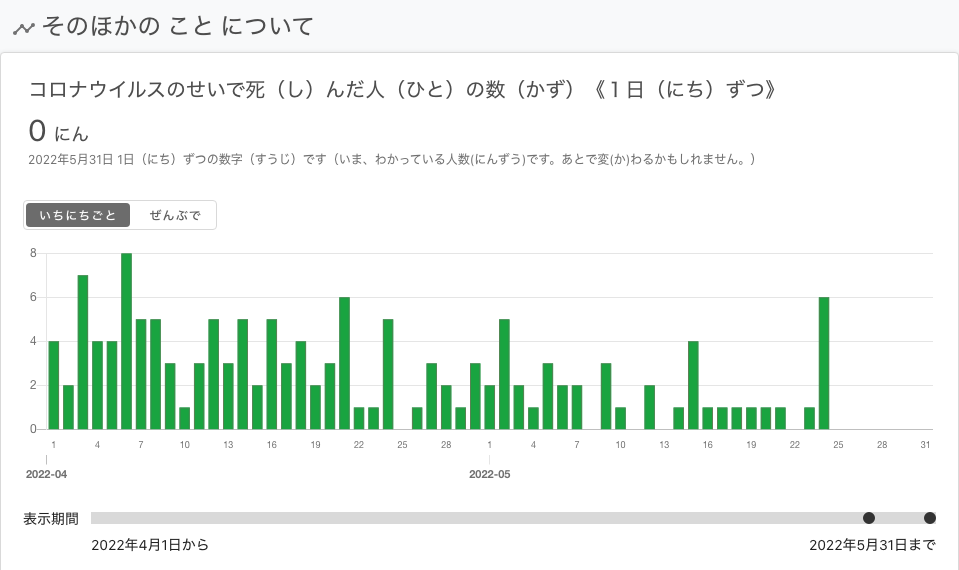 そのほかの こと について
コロナウイルスのせいで死（し）んだ人（ひと）の数（かず）《１日（にち）ずつ》
0 にん
2022年5月31日 1日（にち）ずつの数字（すうじ）です（いま、わかっている人数(にんずう)です。あとで変(か)わるかもしれません。）
いちにちごと ぜんぶで
8
6
4
2
0
1 4 7 10 13 16 19 22 25 28 1 4 7 10 13 16 19 22 25 28 31
2022-04 2022-05
表示期間
2022年4月1日から 2022年5月31日まで